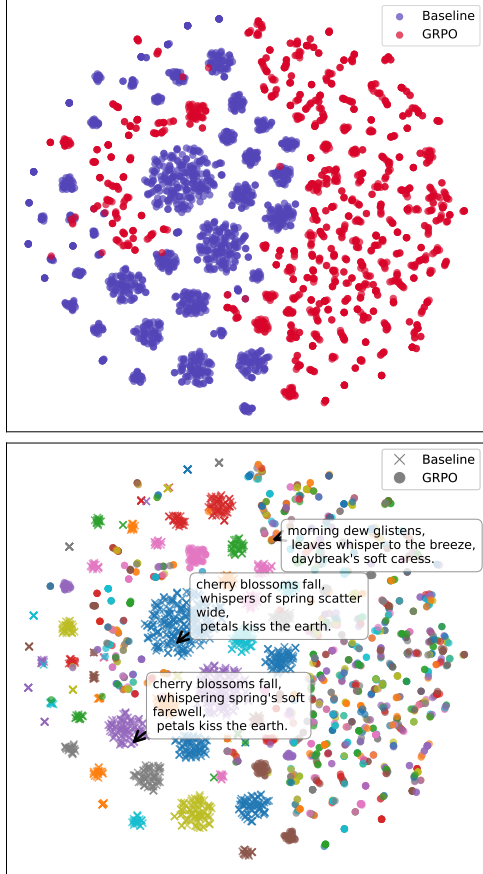 Baseline
GRPO
Baseline
GRPO
morning dew glistens,
leaves whisper to the breeze,
daybreak's soft caress.
cherry blossoms fall,
whispers of spring scatter
wide,
petals kiss the earth.
cherry blossoms fall,
whispering spring's soft
farewell,
petals kiss the earth.